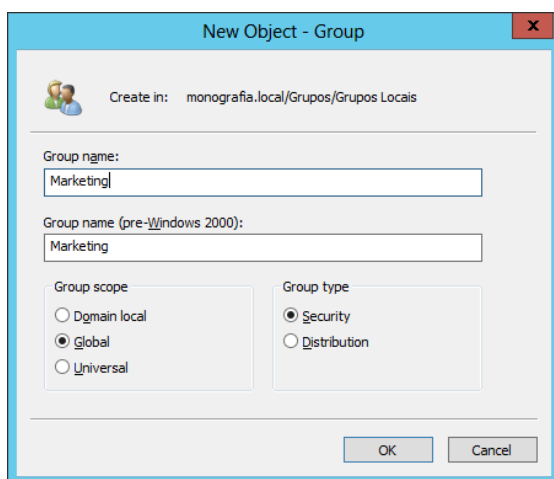 New Object - Group
x
Create in: monografia.local/Grupos/Grupos Locais
Group name:
Marketing
Group name (pre-Windows 2000):
Marketing
Group scope
Domain local
Global
Universal
Group type
Security
Distribution
OK
Cancel